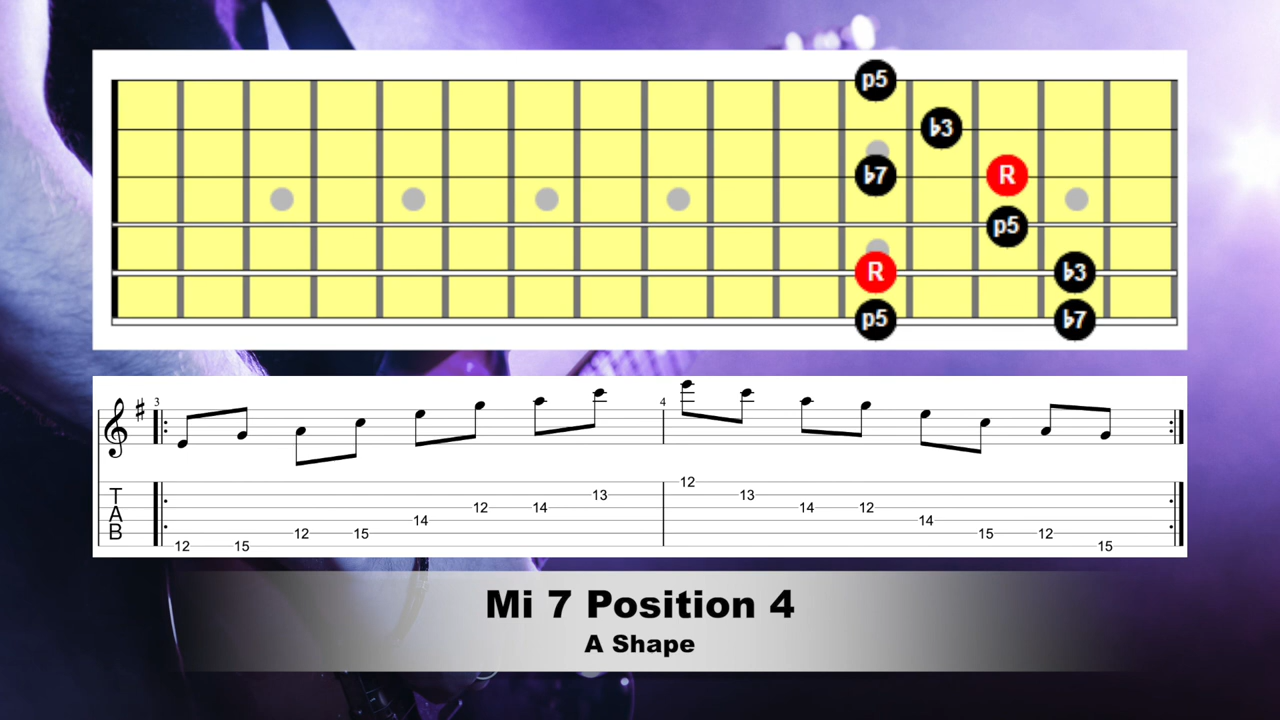 p5
♭3
♭7 R
p5
R ♭3
p5 ♭7
3 4
12
13 13
12 14 14 12
14 14
12 15 15 12
12 15 15
T
A
B
Mi 7 Position 4
A Shape